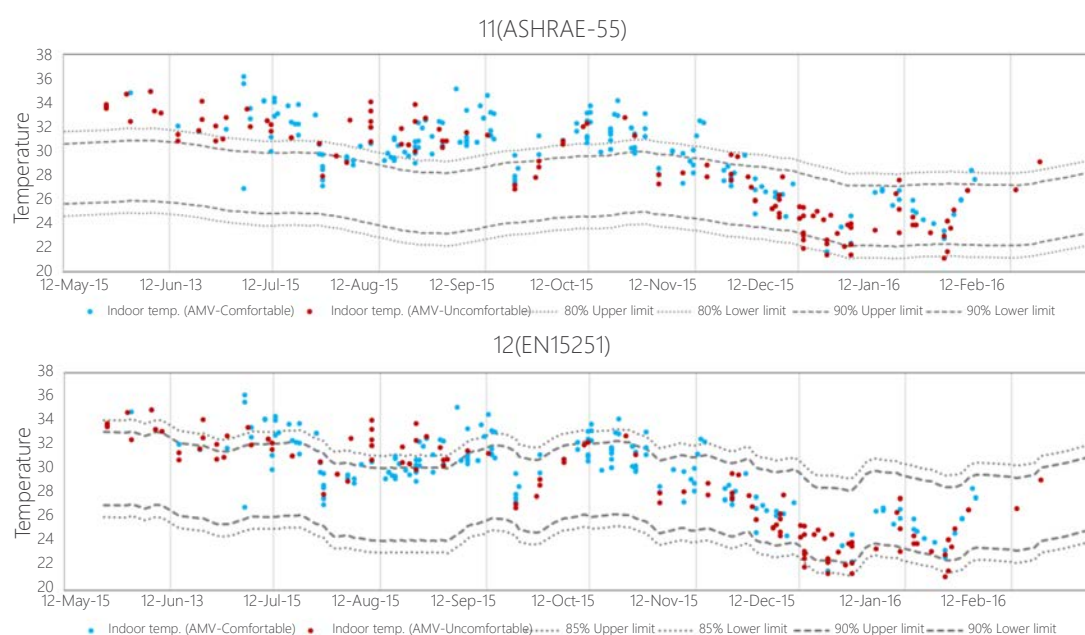 11(ASHRAE-55)
38
36
34
32
30
28
26
24
22
20
Temperature
12-May-15 12-Jun-13 12-Jul-15 12-Aug-15 12-Sep-15 12-Oct-15 12-Nov-15 12-Dec-15 12-Jan-16 12-Feb-16
Indoor temp. (AMV-Comfortable) Indoor temp. (AMV-Uncomfortable) 80% Upper limit 80% Lower limit 90% Upper limit 90% Lower limit
12(EN15251)
38
36
34
32
30
28
26
24
22
20
Temperature
12-May-15 12-Jun-13 12-Jul-15 12-Aug-15 12-Sep-15 12-Oct-15 12-Nov-15 12-Dec-15 12-Jan-16 12-Feb-16
Indoor temp. (AMV-Comfortable) Indoor temp. (AMV-Uncomfortable) 85% Upper limit 85% Lower limit 90% Upper limit 90% Lower limit